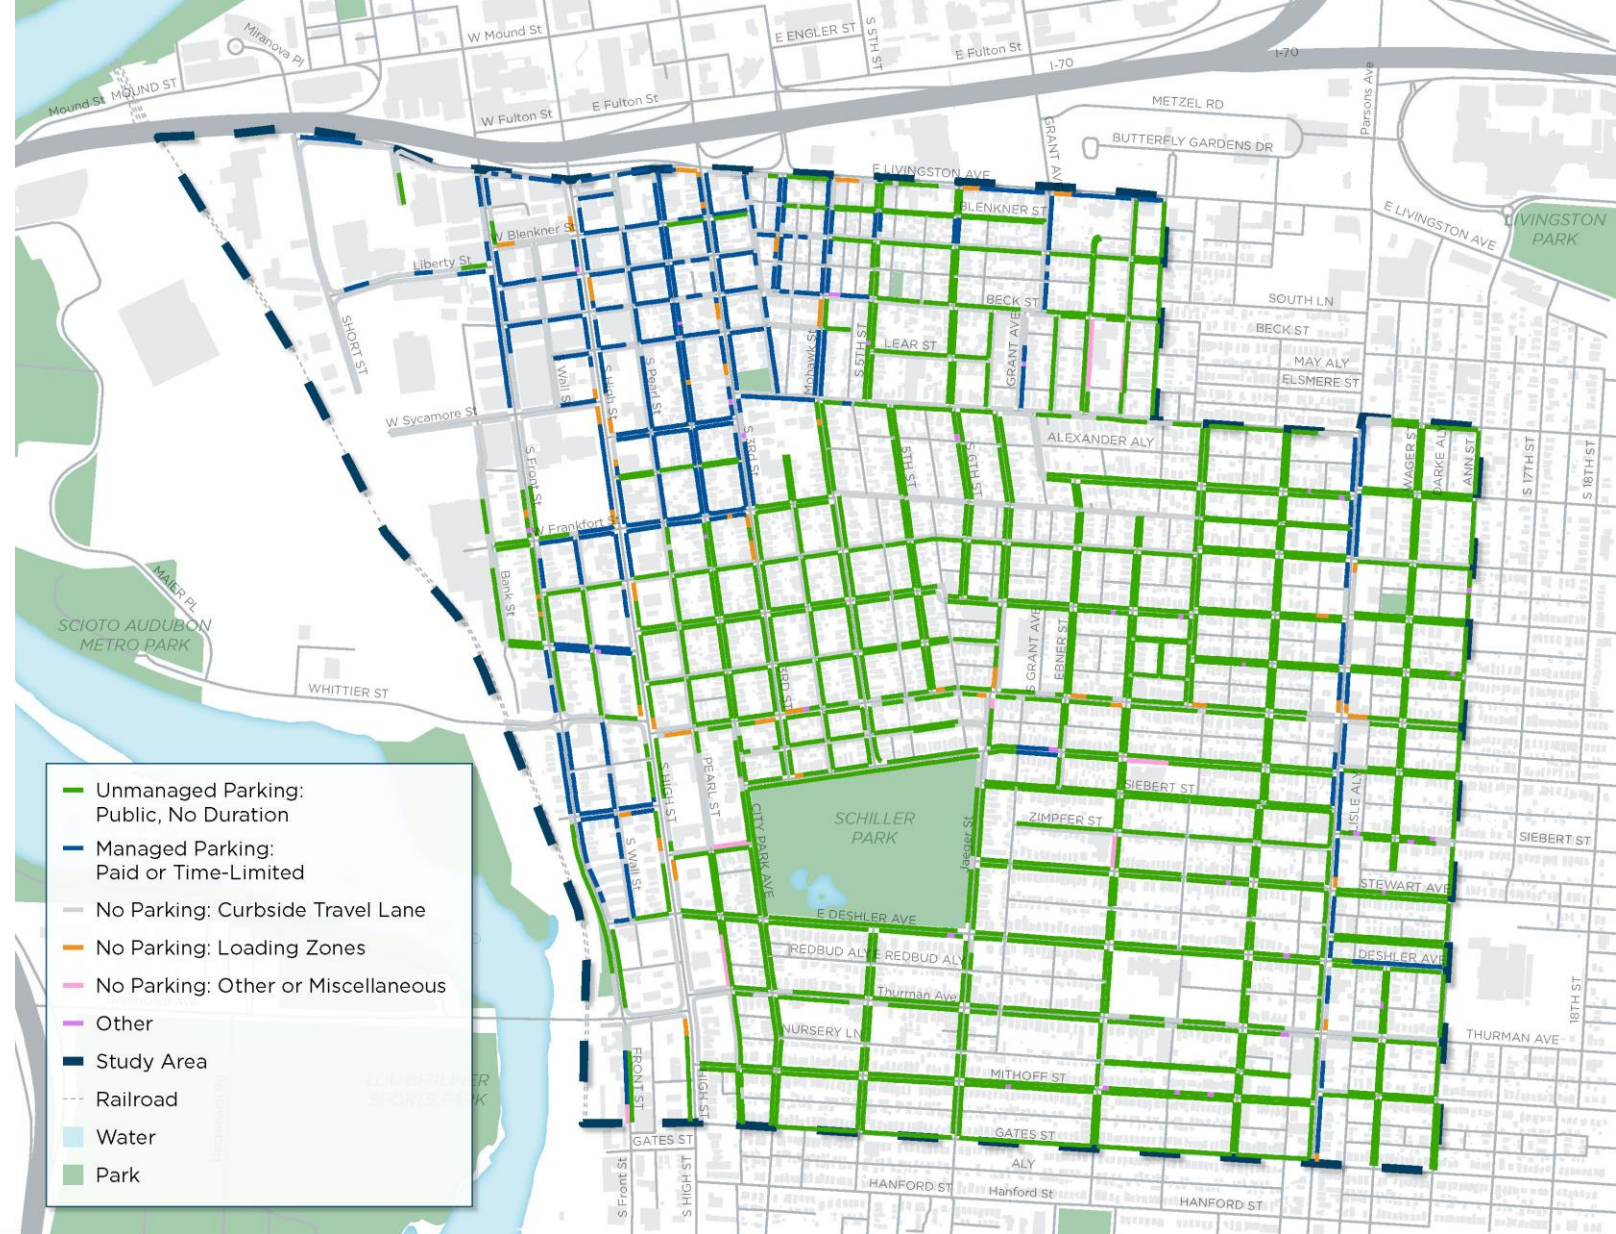 Miranova Pl
W Mound St
E ENGLER ST
S 5TH ST
E Fulton St
I-70
I-70
Mound St
MOUND ST
W Fulton St
E Fulton St
METZEL RD
Parsons Ave
GRANT AVE
BUTTERFLY GARDENS DR
E LIVINGSTON AVE
BLENKNER ST
E LIVINGSTON AVE
LIVINGSTON
PARK
W Blenkner St
Liberty St
SHORT ST
BECK ST
SOUTH LN
BECK ST
MAY ALY
ELSMERE ST
GRANT AVE
LEAR ST
S 5TH ST
Mohawk St
Wall St
S High St
S Pearl St
W Sycamore St
S Front St
S 3Rd St
5TH ST
S 6TH ST
ALEXANDER ALY
WAGER ST
DARKE ALY
ANN ST
S 17TH ST
S 18TH ST
W Frankfort St
Bank St
MAIER PL
SCIOTO AUDUBON
METRO PARK
WHITTIER ST
3RD ST
S GRANT AVE
EBNER ST
PEARL ST
S HIGH ST
CITY PARK AVE
SCHILLER
PARK
Jaeger St
SIEBERT ST
ZIMPFER ST
ISLE ALY
SIEBERT ST
STEWART AVE
S Wall St
E DESHLER AVE
REDBUD ALY
E REDBUD ALY
DESHLER AVE
Thurman Ave
NURSERY LN
18TH ST
THURMAN AVE
MITHOFF ST
FRONT ST
HIGH ST
GATES ST
GATES ST
ALY
HANFORD ST
Hanford St
HANFORD ST
S Front St
S HIGH ST
Unmanaged Parking:
Public, No Duration
Managed Parking:
Paid or Time-Limited
No Parking: Curbside Travel Lane
No Parking: Loading Zones
No Parking: Other or Miscellaneous
Other
Study Area
Railroad
Water
Park